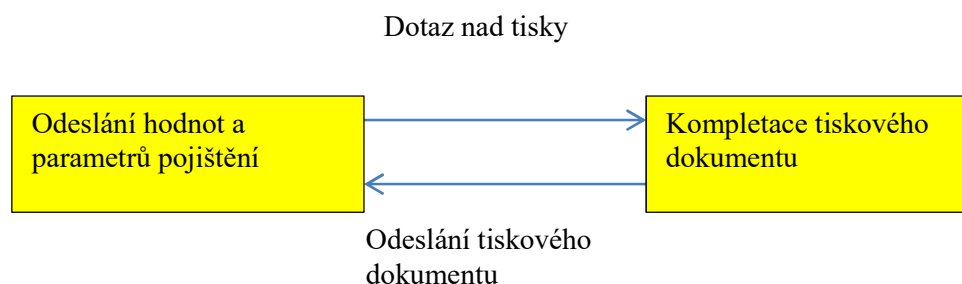 Dotaz nad tisky
Odeslání hodnot a
parametrů pojištění
Kompletace tiskového
dokumentu
Odeslání tiskového
dokumentu